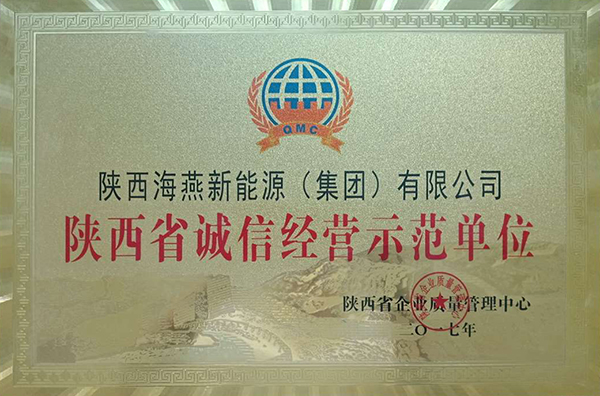 QMC
陕西海燕新能源（集团）有限公司
陕西省诚信经营示范单位
陕西省企业质量管理中心
二〇一七年